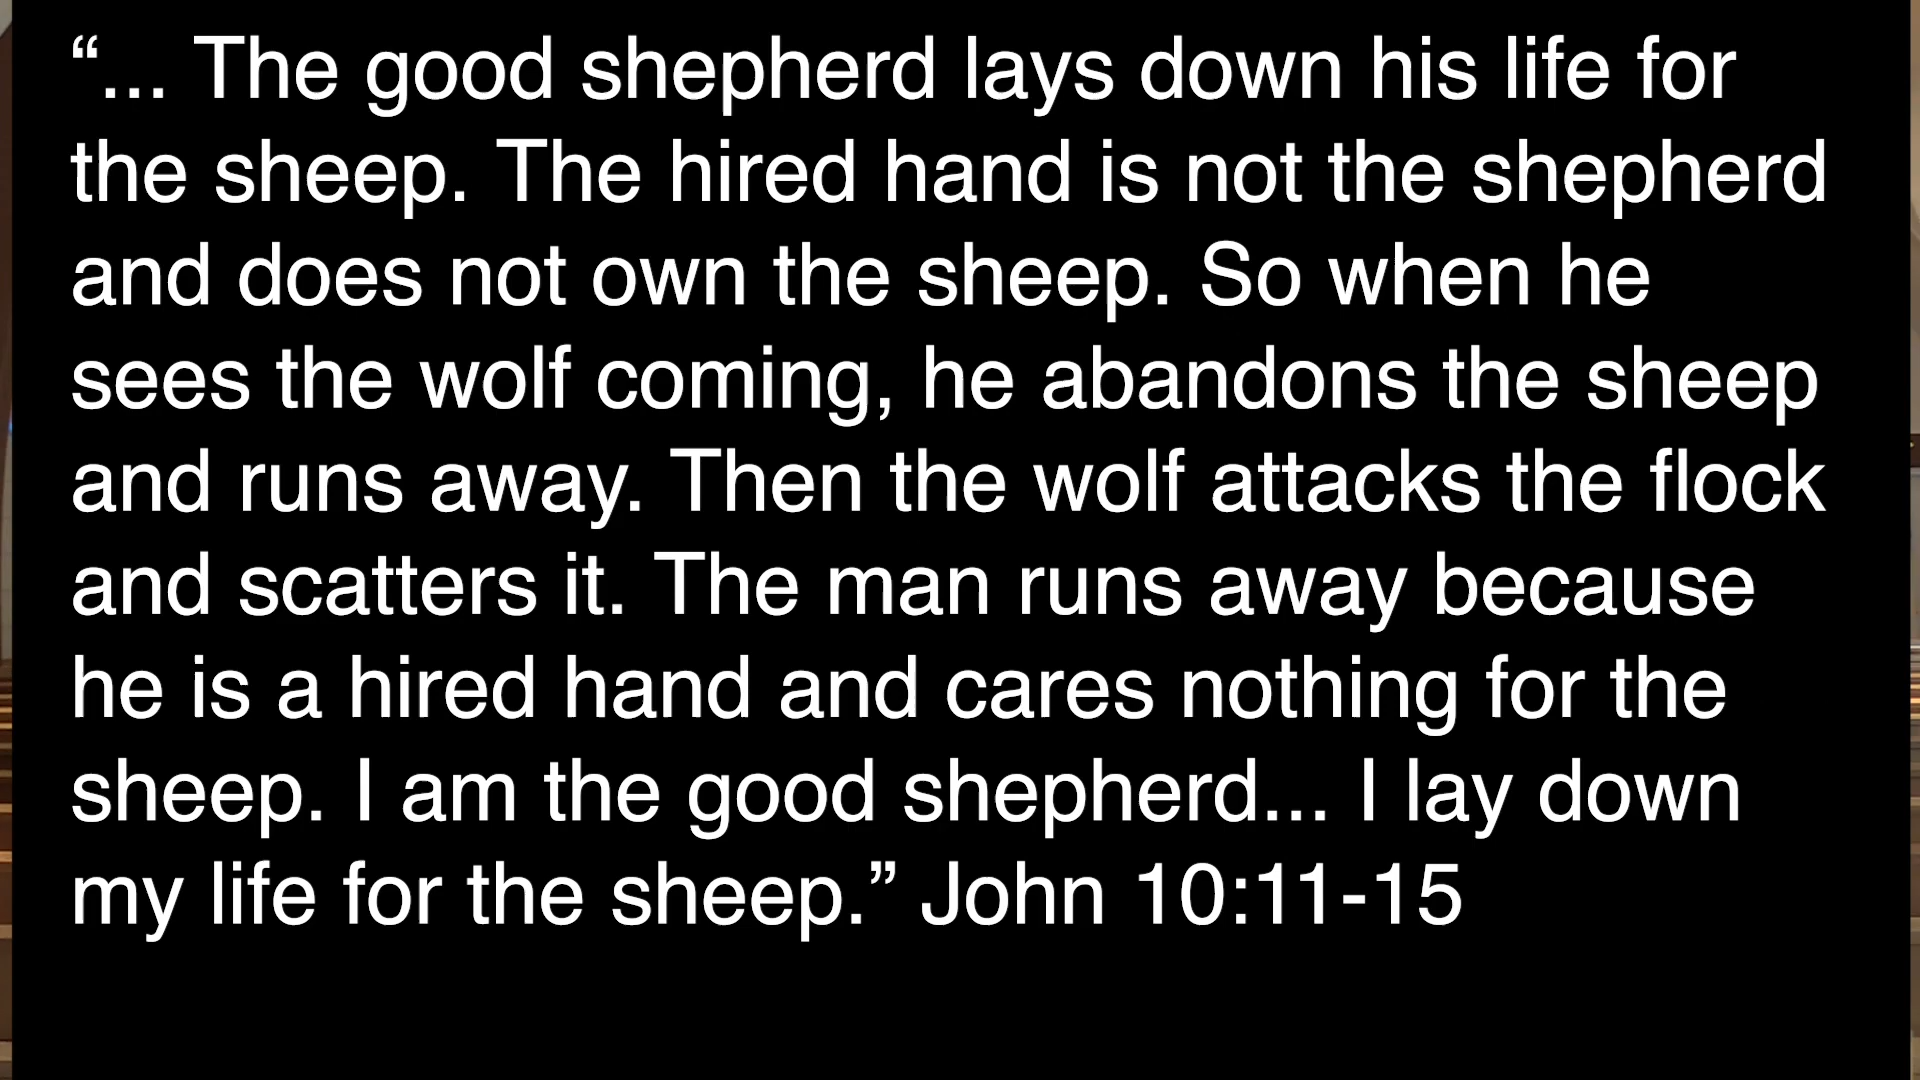 “... The good shepherd lays down his life for
the sheep. The hired hand is not the shepherd
and does not own the sheep. So when he
sees the wolf coming, he abandons the sheep
and runs away. Then the wolf attacks the flock
and scatters it. The man runs away because
he is a hired hand and cares nothing for the
sheep. I am the good shepherd... I lay down
my life for the sheep.” John 10:11-15